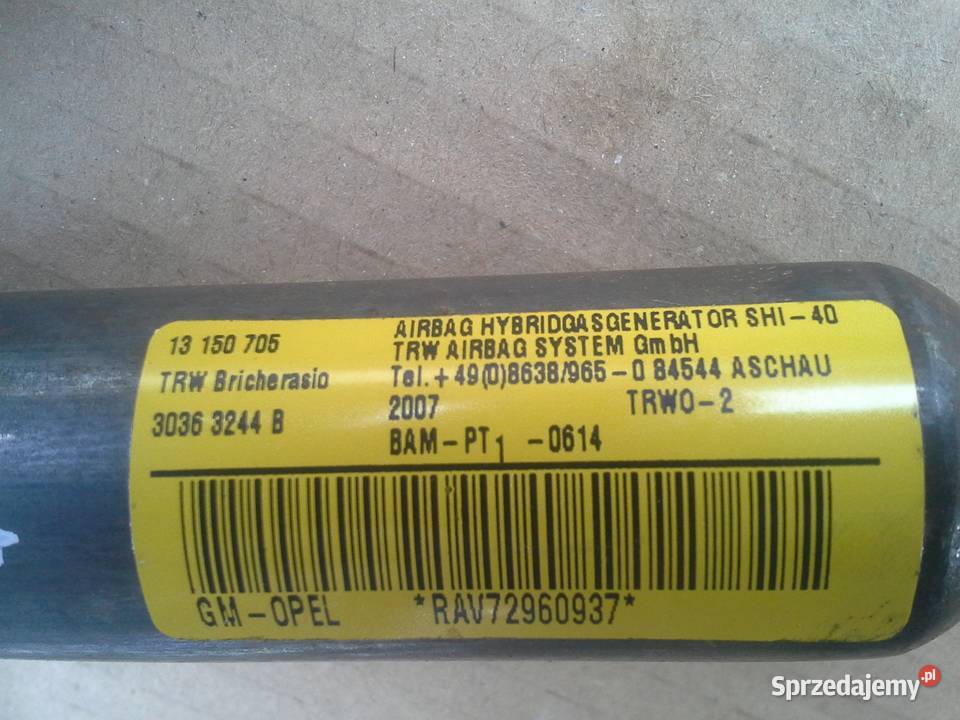 13 150 705
TRW Bricherasio
3036 3244 B
AIRBAG HYBRIDGASGENERATOR SHI-40
TRW AIRBAG SYSTEM GmbH
Tel.+49(0)8638/965-0 84544 ASCHAU
2007 TRWO-2
BAM-PT1 -0614
GM-OPEL *RAV72960937*
Sprzedajemy.pl